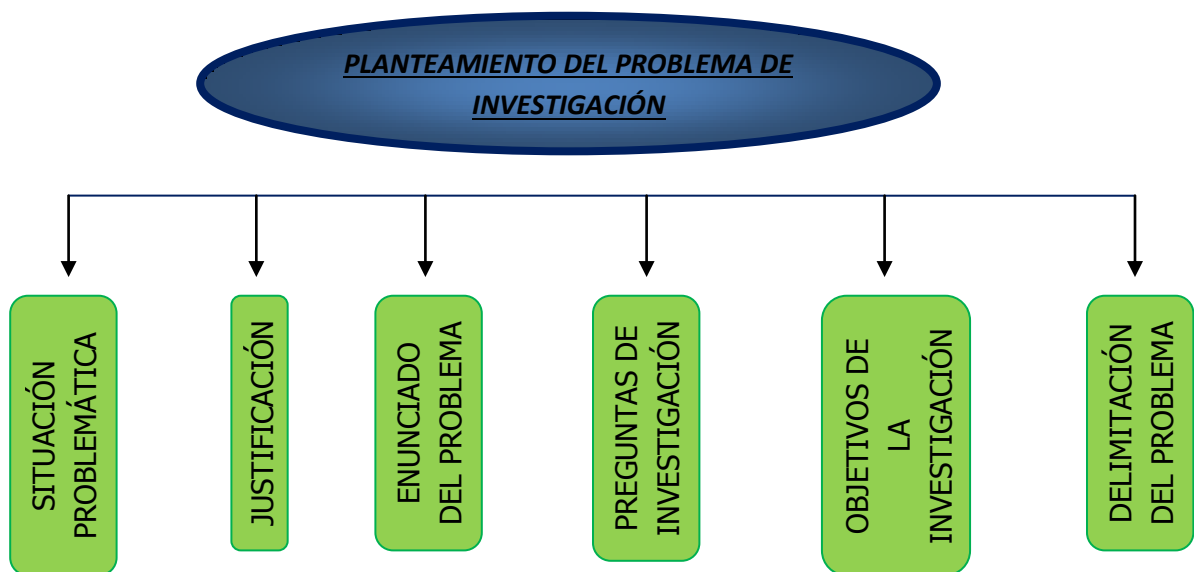 PLANTEAMIENTO DEL PROBLEMA DE
INVESTIGACIÓN
SITUACIÓN
PROBLEMÁTICA
JUSTIFICACIÓN
ENUNCIADO
DEL PROBLEMA
PREGUNTAS DE
INVESTIGACIÓN
OBJETIVOS DE
LA
INVESTIGACIÓN
DELIMITACIÓN
DEL PROBLEMA